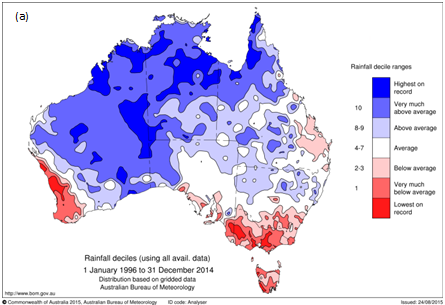 (a)
Rainfall decile ranges
Highest on
record
10
Very much
above average
8-9
Above average
4-7
Average
2-3
Below average
1
Very much
below average
Lowest on
record
Rainfall deciles (using all avail. data)
1 January 1996 to 31 December 2014
Distribution based on gridded data
Australian Bureau of Meteorology
http://www.bom.gov.au
© Commonwealth of Australia 2015, Australian Bureau of Meteorology
ID code: Analyser
Issued: 24/08/2015